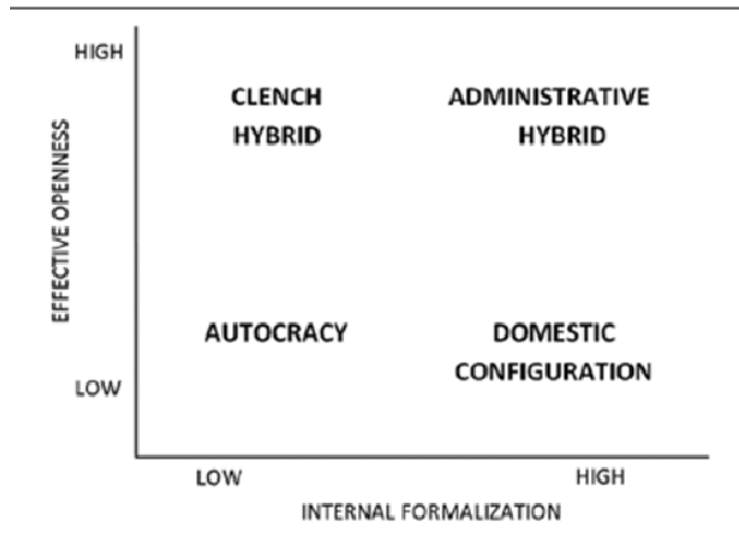 HIGH
CLENCH
HYBRID
ADMINISTRATIVE
HYBRID
EFFECTIVE OPENNESS
AUTOCRACY
DOMESTIC
CONFIGURATION
LOW
LOW
HIGH
INTERNAL FORMALIZATION